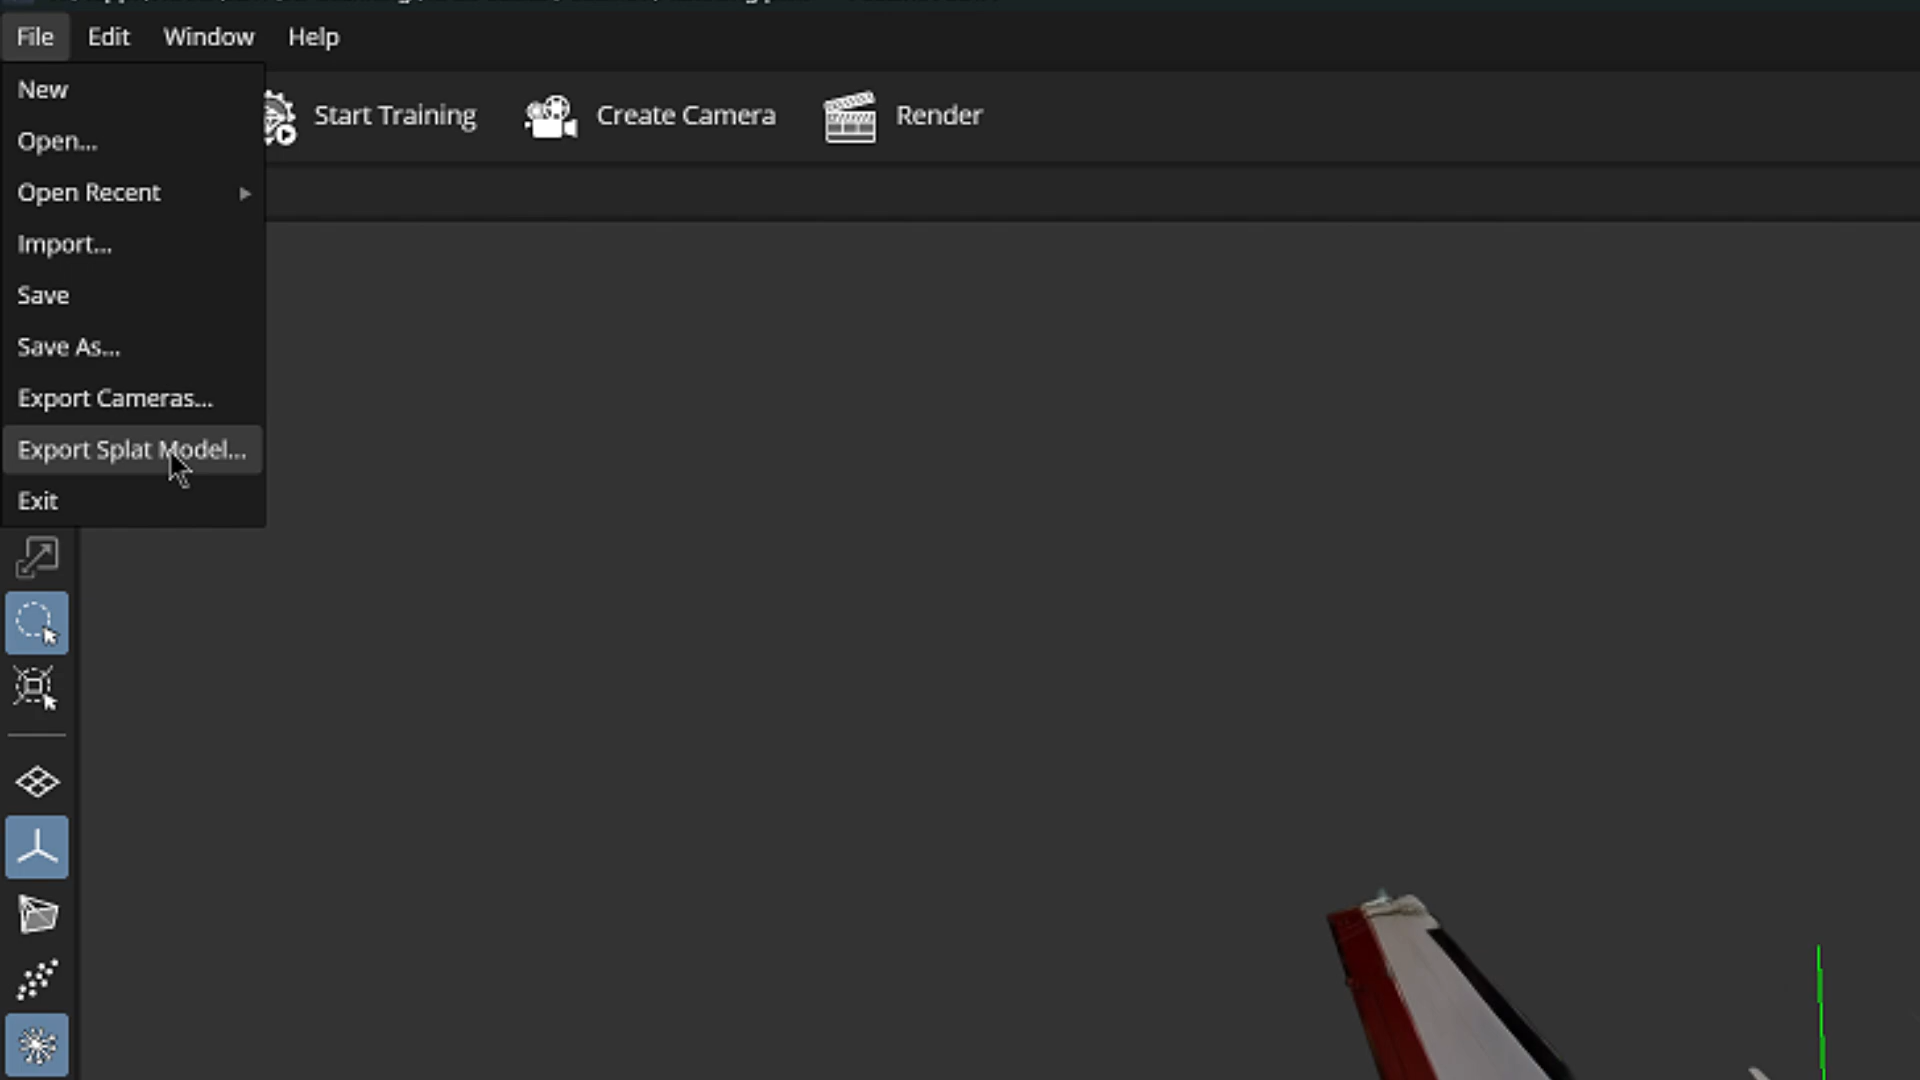 File Edit Window Help
New
Open...
Open Recent
Import...
Save
Save As...
Export Cameras...
Export Splat Model...
Exit
Start Training Create Camera Render